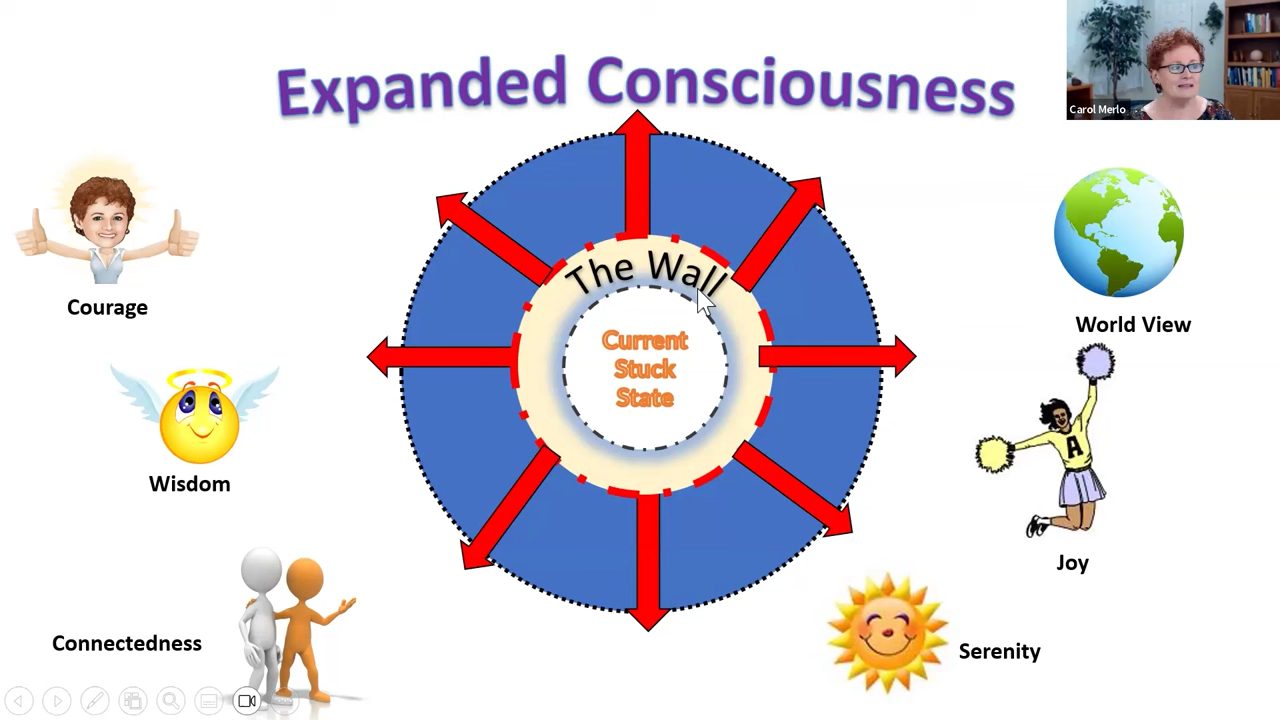 Expanded Consciousness
Carol Merlo
The Wall
Current
Stuck
State
Courage
Wisdom
Connectedness
World View
A
Joy
Serenity